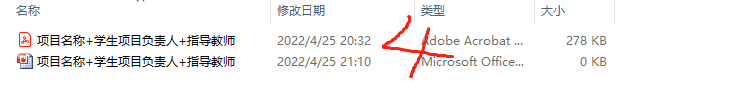 名称 修改日期 类型 大小
项目名称+学生项目负责人+指导教师 2022/4/25 20:32 Adobe Acrobat ... 278 KB
项目名称+学生项目负责人+指导教师 2022/4/25 21:10 Microsoft Office... 0 KB
4